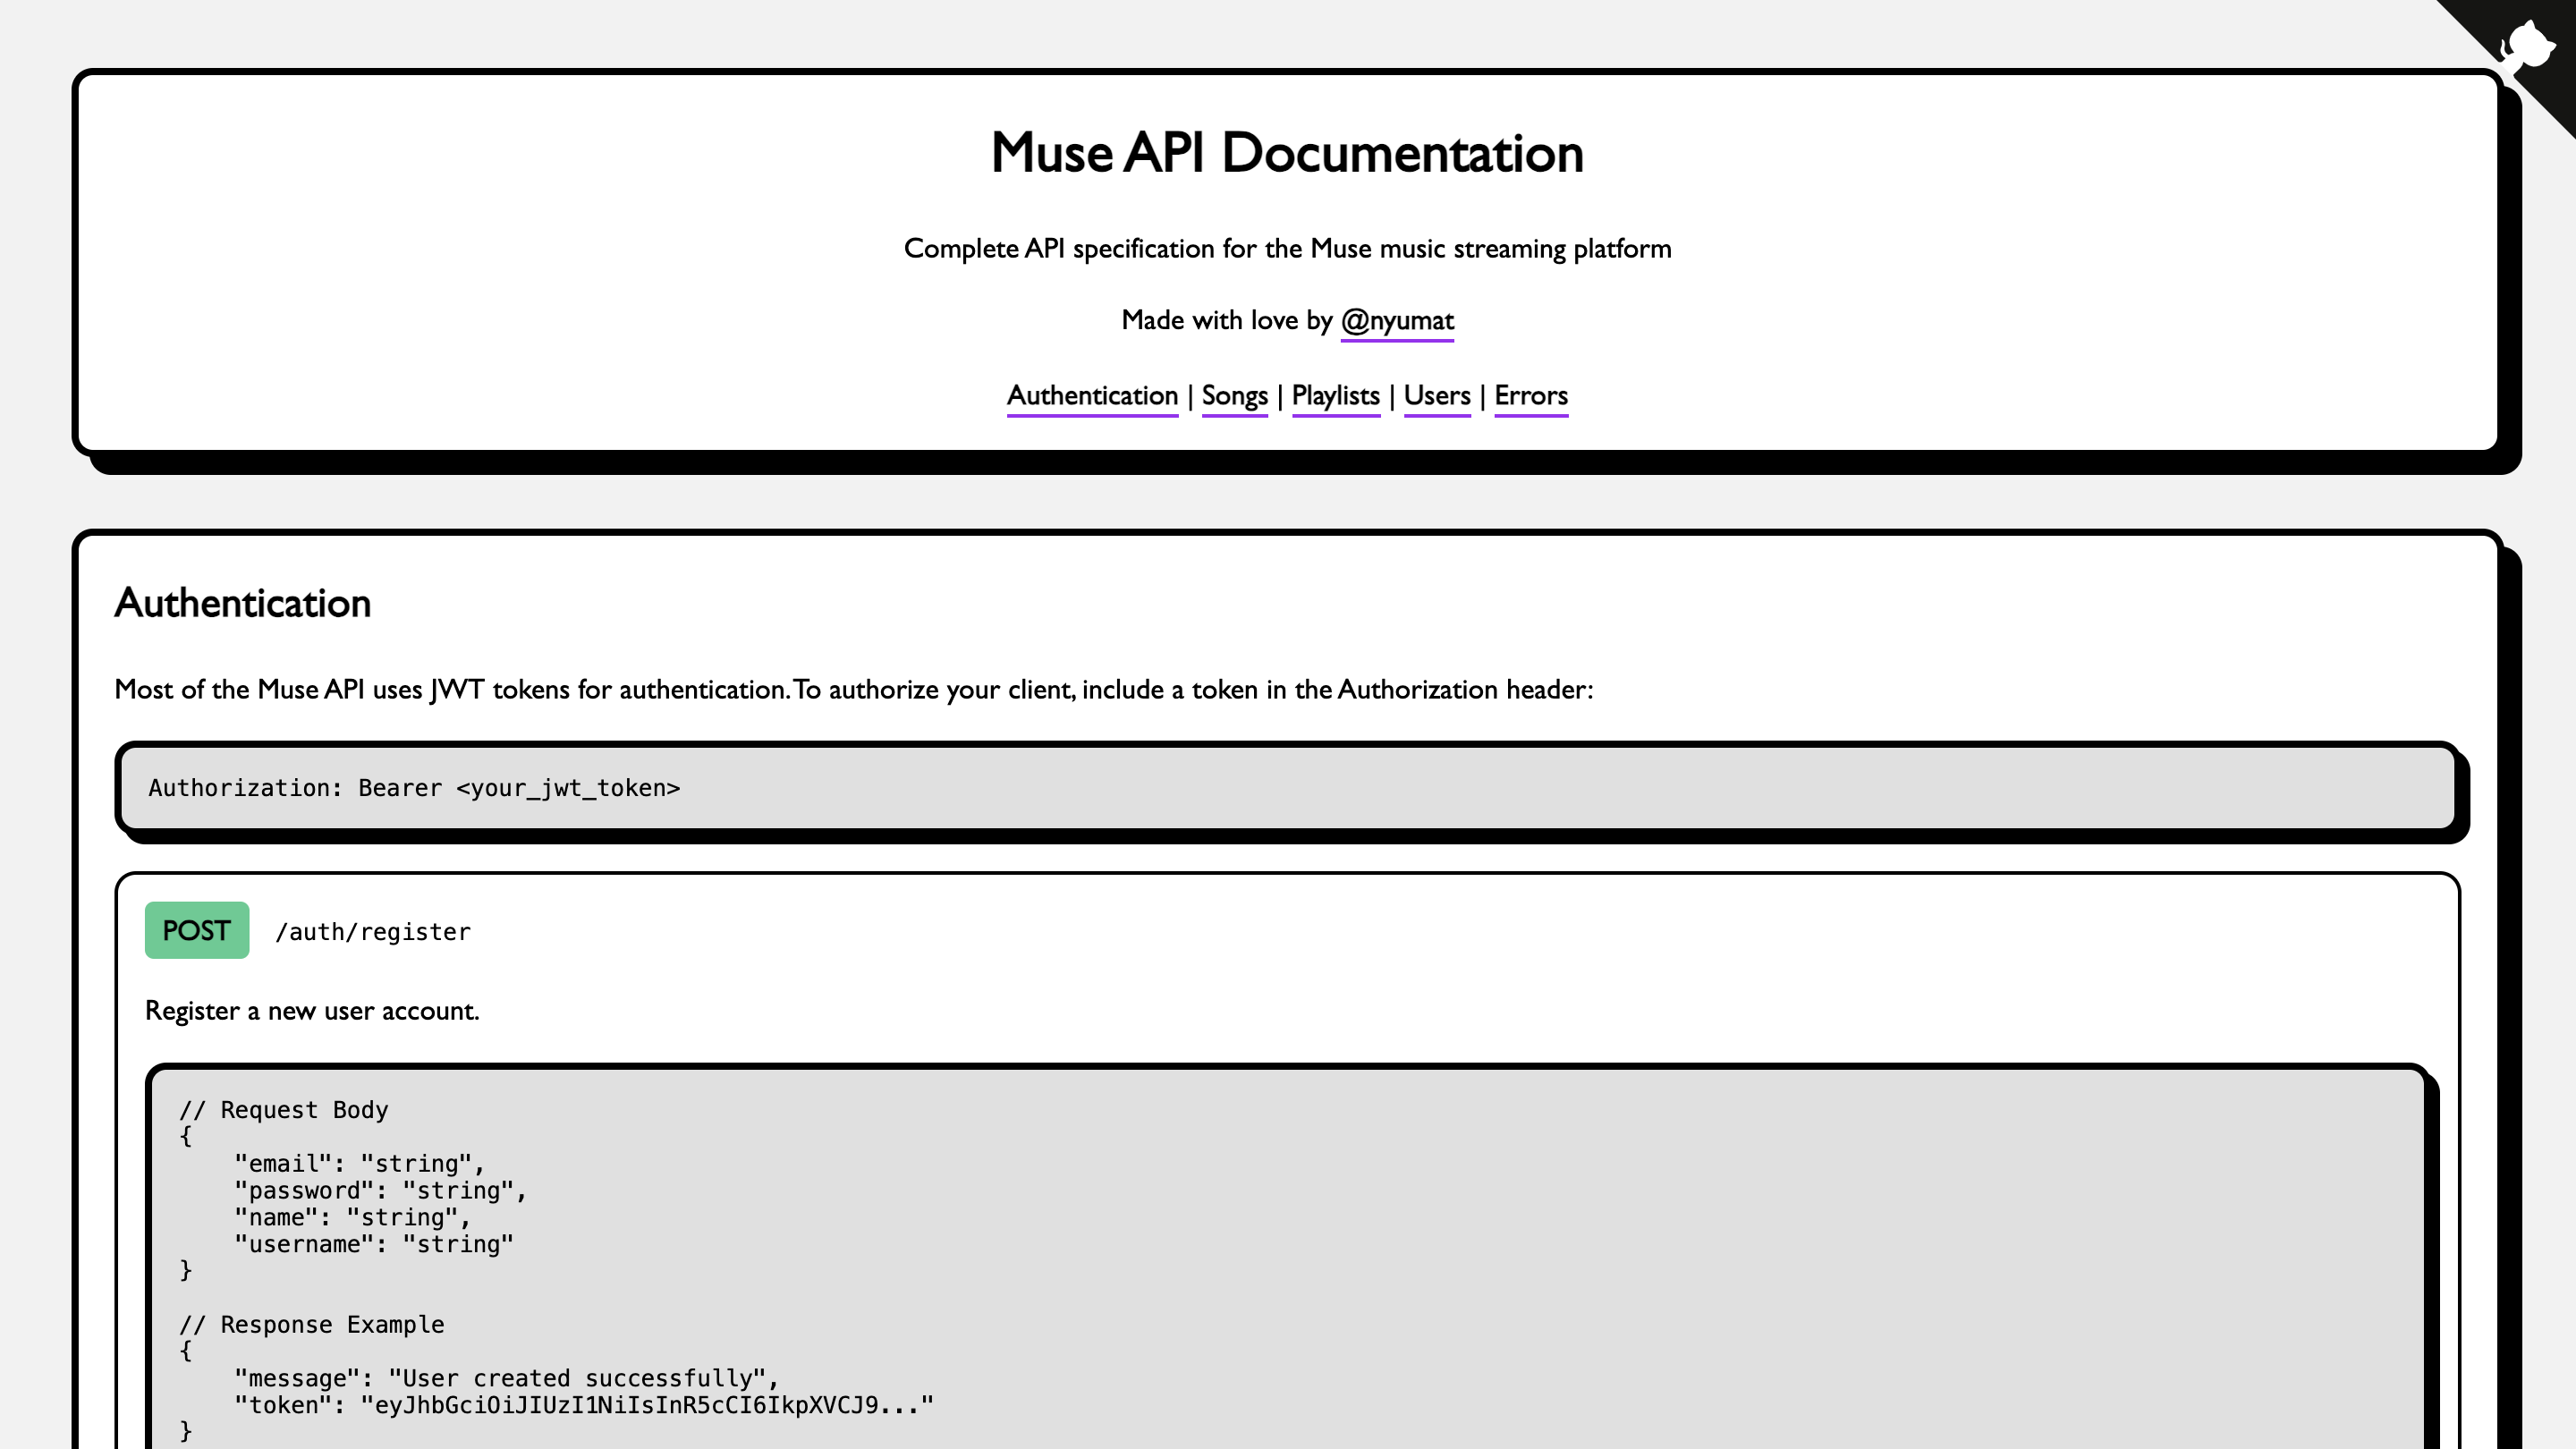 Muse API Documentation
Complete API specification for the Muse music streaming platform
Made with love by @nyumat
Authentication | Songs | Playlists | Users | Errors
Authentication
Most of the Muse API uses JWT tokens for authentication. To authorize your client, include a token in the Authorization header:
Authorization: Bearer <your_jwt_token>
POST /auth/register
Register a new user account.
// Request Body
{
    "email": "string",
    "password": "string",
    "name": "string",
    "username": "string"
}
// Response Example
{
    "message": "User created successfully",
    "token": "eyJhbGciOiJIUzI1NiIsInR5cCI6IkpXVCJ9..."
}